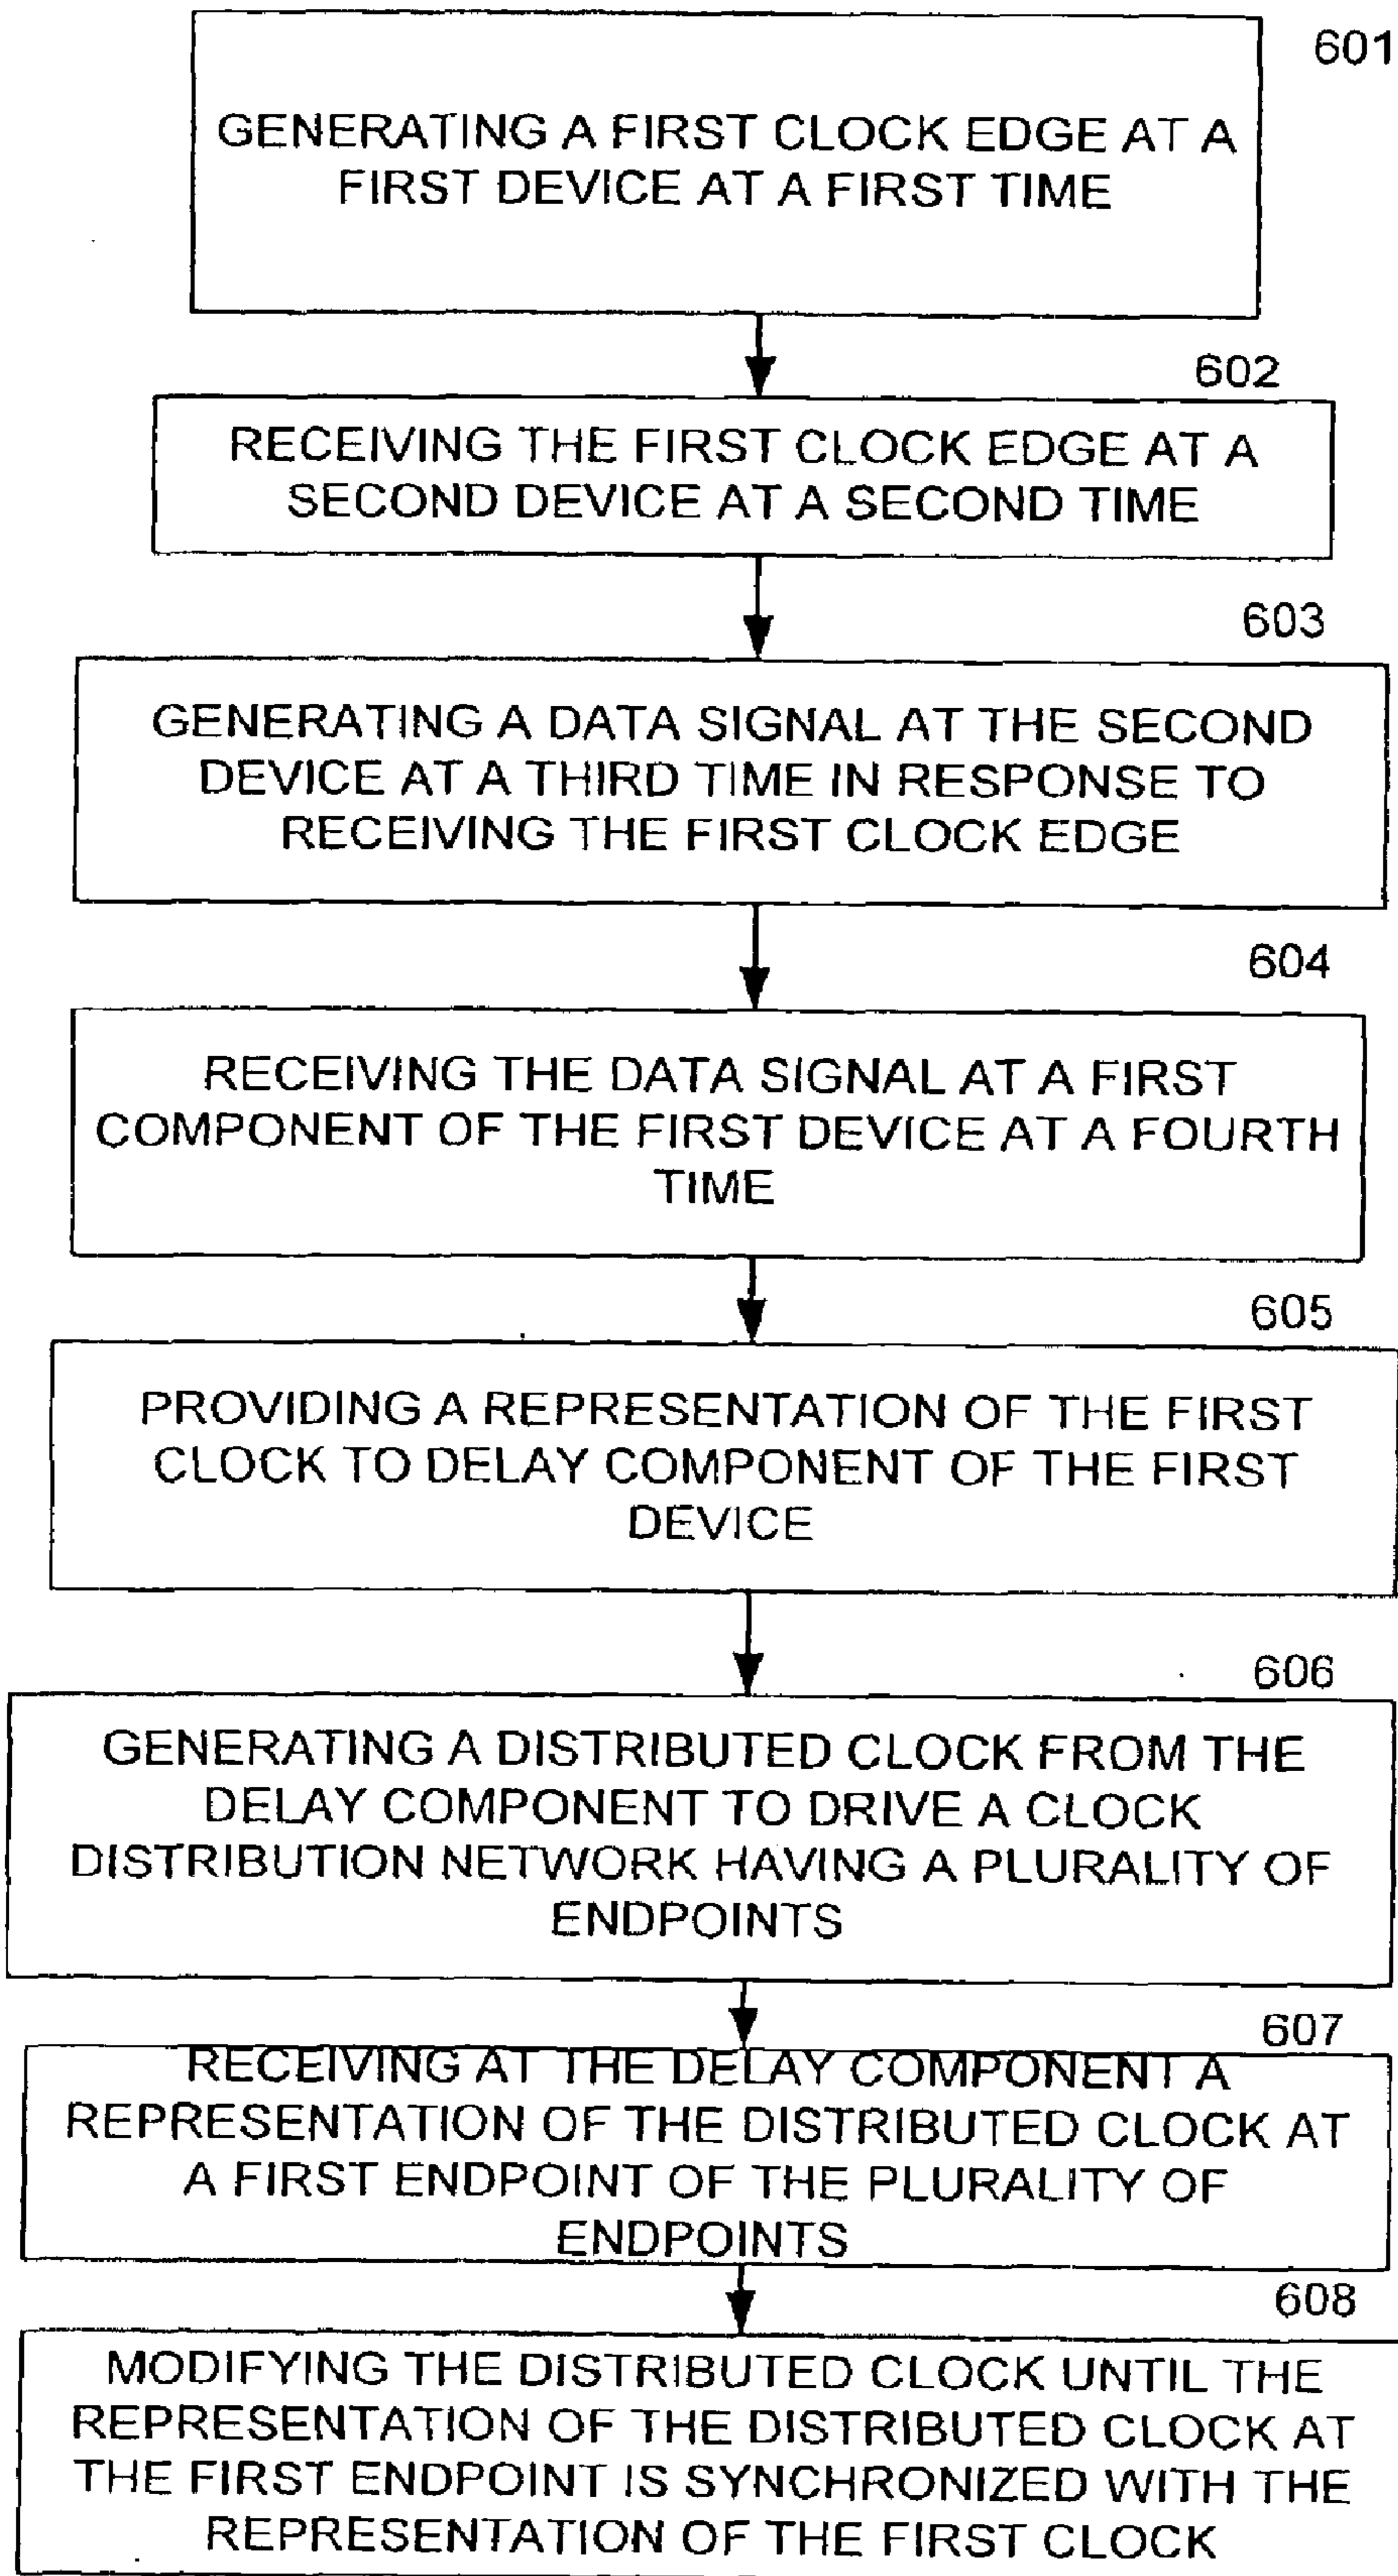 601
GENERATING A FIRST CLOCK EDGE AT A
FIRST DEVICE AT A FIRST TIME
602
RECEIVING THE FIRST CLOCK EDGE AT A
SECOND DEVICE AT A SECOND TIME
603
GENERATING A DATA SIGNAL AT THE SECOND
DEVICE AT A THIRD TIME IN RESPONSE TO
RECEIVING THE FIRST CLOCK EDGE
604
RECEIVING THE DATA SIGNAL AT A FIRST
COMPONENT OF THE FIRST DEVICE AT A FOURTH
TIME
605
PROVIDING A REPRESENTATION OF THE FIRST
CLOCK TO DELAY COMPONENT OF THE FIRST
DEVICE
606
GENERATING A DISTRIBUTED CLOCK FROM THE
DELAY COMPONENT TO DRIVE A CLOCK
DISTRIBUTION NETWORK HAVING A PLURALITY OF
ENDPOINTS
607
RECEIVING AT THE DELAY COMPONENT A
REPRESENTATION OF THE DISTRIBUTED CLOCK AT
A FIRST ENDPOINT OF THE PLURALITY OF
ENDPOINTS
608
MODIFYING THE DISTRIBUTED CLOCK UNTIL THE
REPRESENTATION OF THE DISTRIBUTED CLOCK AT
THE FIRST ENDPOINT IS SYNCHRONIZED WITH THE
REPRESENTATION OF THE FIRST CLOCK